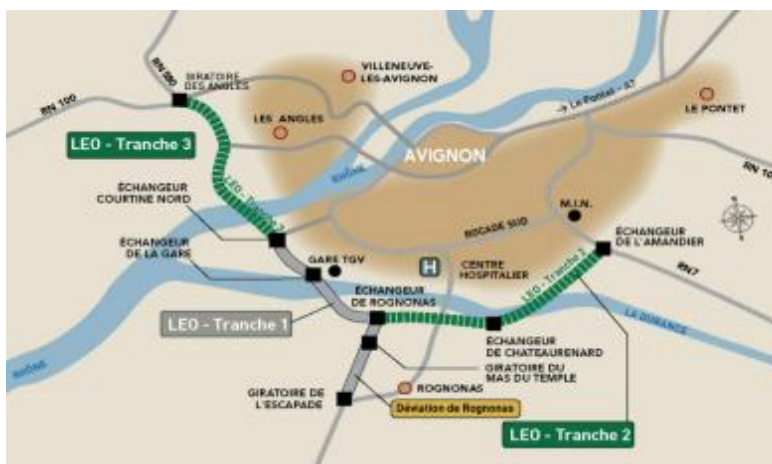 RN 580
GIRATOIRE
DES ANGLES
VILLENEUVE-
LES-AVIGNON
RN 100
LES ANGLES
Le Pontet - A7
LE PONTET
LEO - Tranche 3
AVIGNON
RHÔNE
LEO - Tranche 3
ÉCHANGEUR
COURTINE NORD
M.I.N.
ROCADE SUD
ÉCHANGEUR
DE L'AMANDIER
ÉCHANGEUR
DE LA GARE
GARE TGV
H
CENTRE
HOSPITALIER
RN7
LEO - Tranche 2
ÉCHANGEUR
DE ROGNONAS
LEO - Tranche 1
LA DURANCE
RHÔNE
ÉCHANGEUR
DE CHATEAURENARD
GIRATOIRE DU
MAS DU TEMPLE
GIRATOIRE DE
L'ESCAPADE
ROGNONAS
Déviation de Rognonas
LEO - Tranche 2